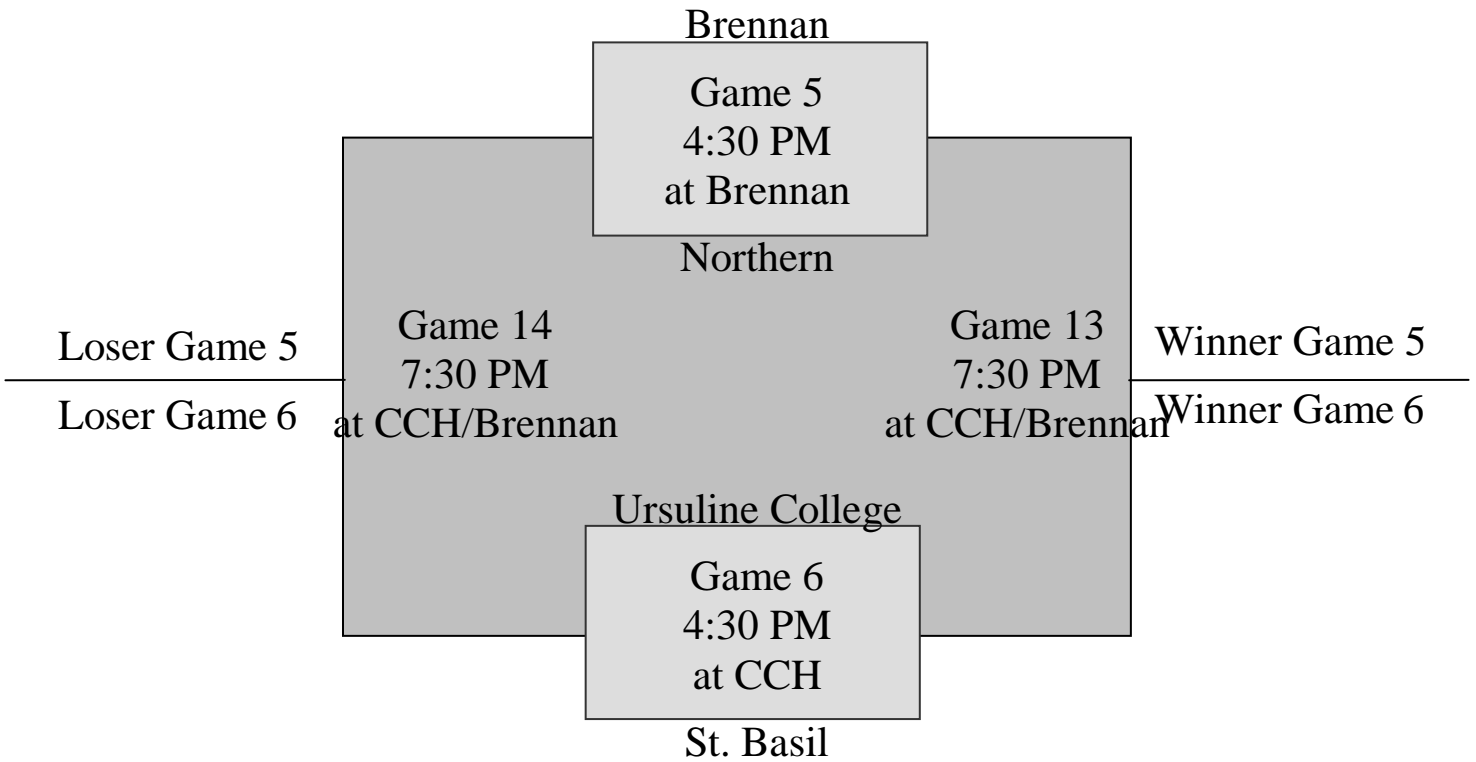 Brennan
Game 5
4:30 PM
at Brennan
Northern
Loser Game 5
Loser Game 6
Game 14
7:30 PM
at CCH/Brennan
Game 13
7:30 PM
at CCH/Brennan
Winner Game 5
Winner Game 6
Ursuline College
Game 6
4:30 PM
at CCH
St. Basil